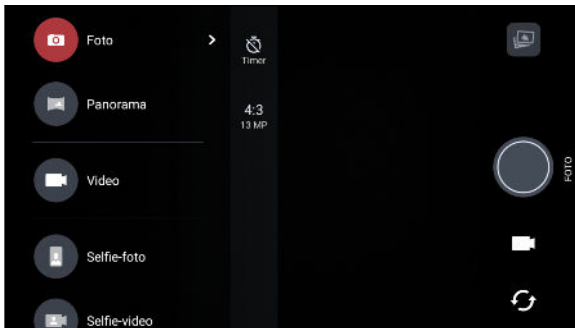 Foto
Timer
Panorama
4:3
13 MP
Video
FOTO
Selfie-foto
Selfie-video